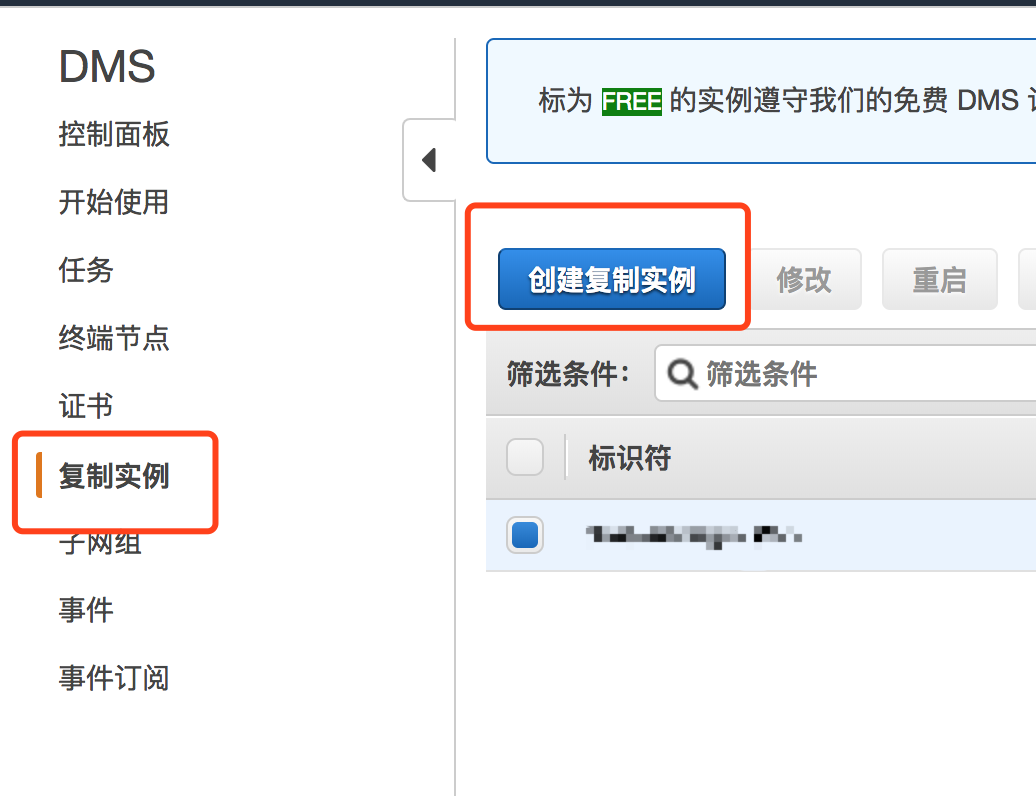 DMS
控制面板
开始使用
任务
终端节点
证书
复制实例
子网组
事件
事件订阅
标为 FREE 的实例遵守我们的免费 DMS
创建复制实例
修改
重启
筛选条件：
筛选条件
标识符